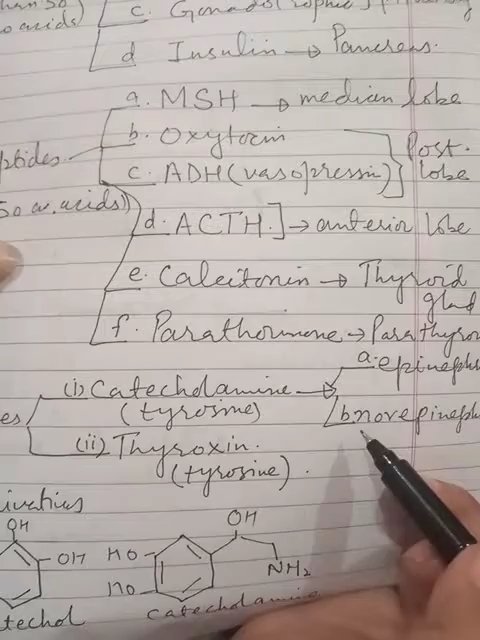 c. Gonadotrophic
o acids)
d Insulin → Pancreas.
a. MSH → median lobe
b. Oxytocin
ptides
c. ADH (vasopressin)
Post. lobe
50 a. acids)
d. ACTH.] → anterior lobe
e. Calcitonin → Thyroid
gland
f. Parathormone → Parathyro
a. epineph
(i) Catecholamine →
(tyrosine)
b. norepineph
es
(ii) Thyroxin.
(tyrosine).
ivatives
OH
OH
HO
HO
OH
NH₂
techol
catecholamine